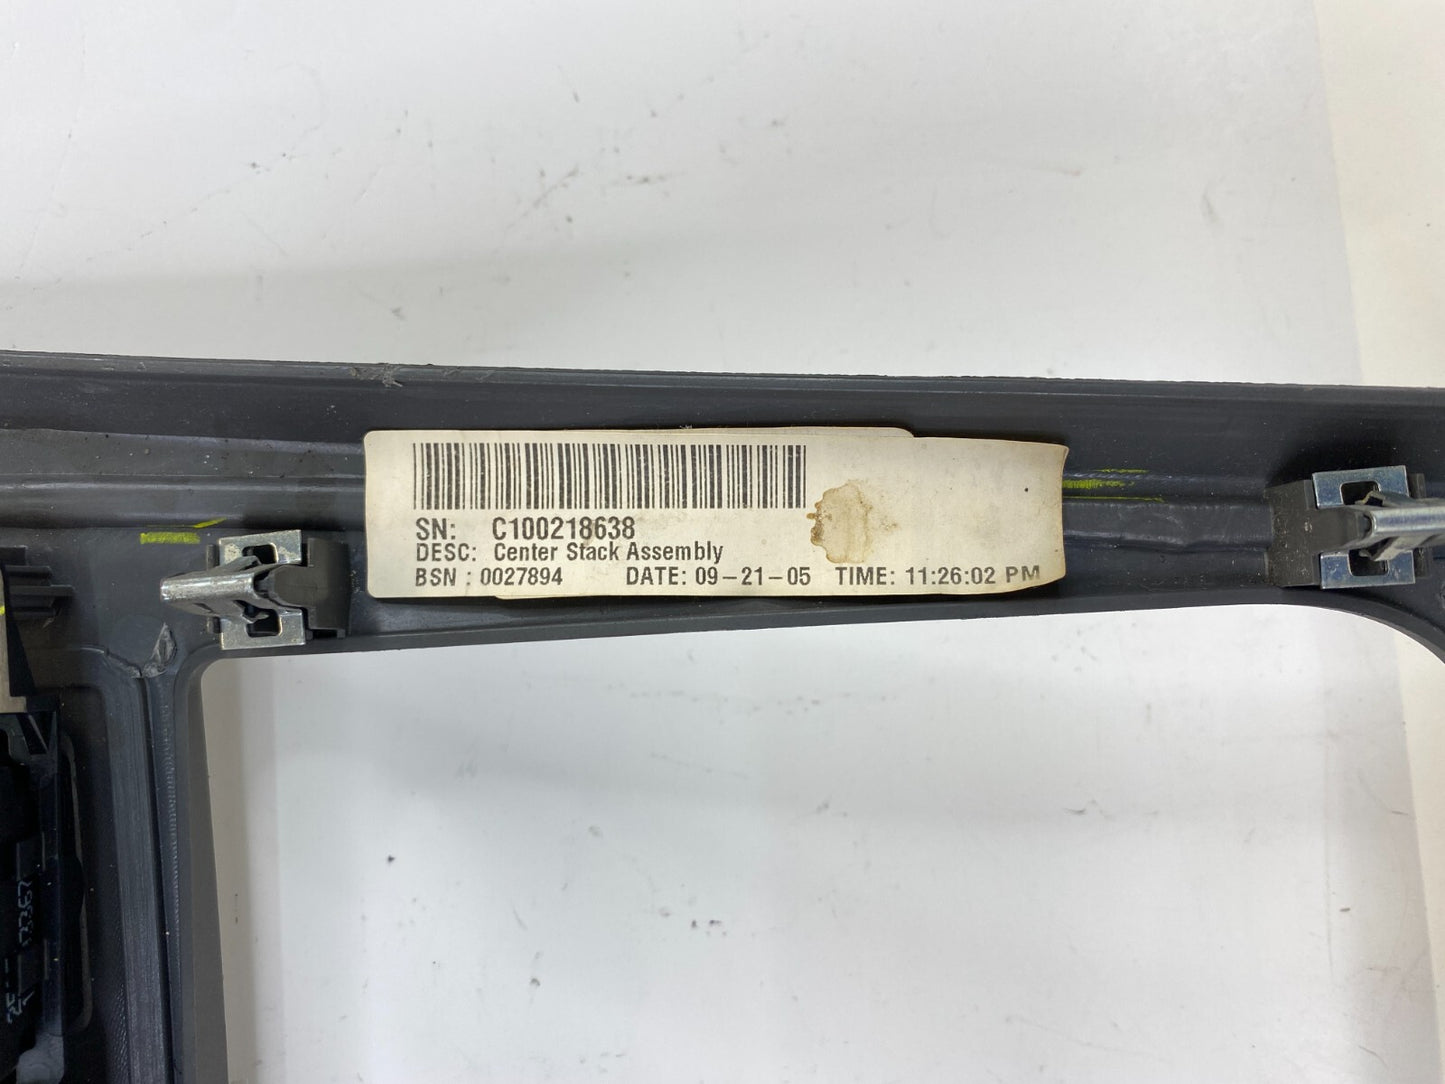 SN: C100218638
DESC: Center Stack Assembly
BSN : 0027894 DATE: 09-21-05 TIME: 11:26:02 PM